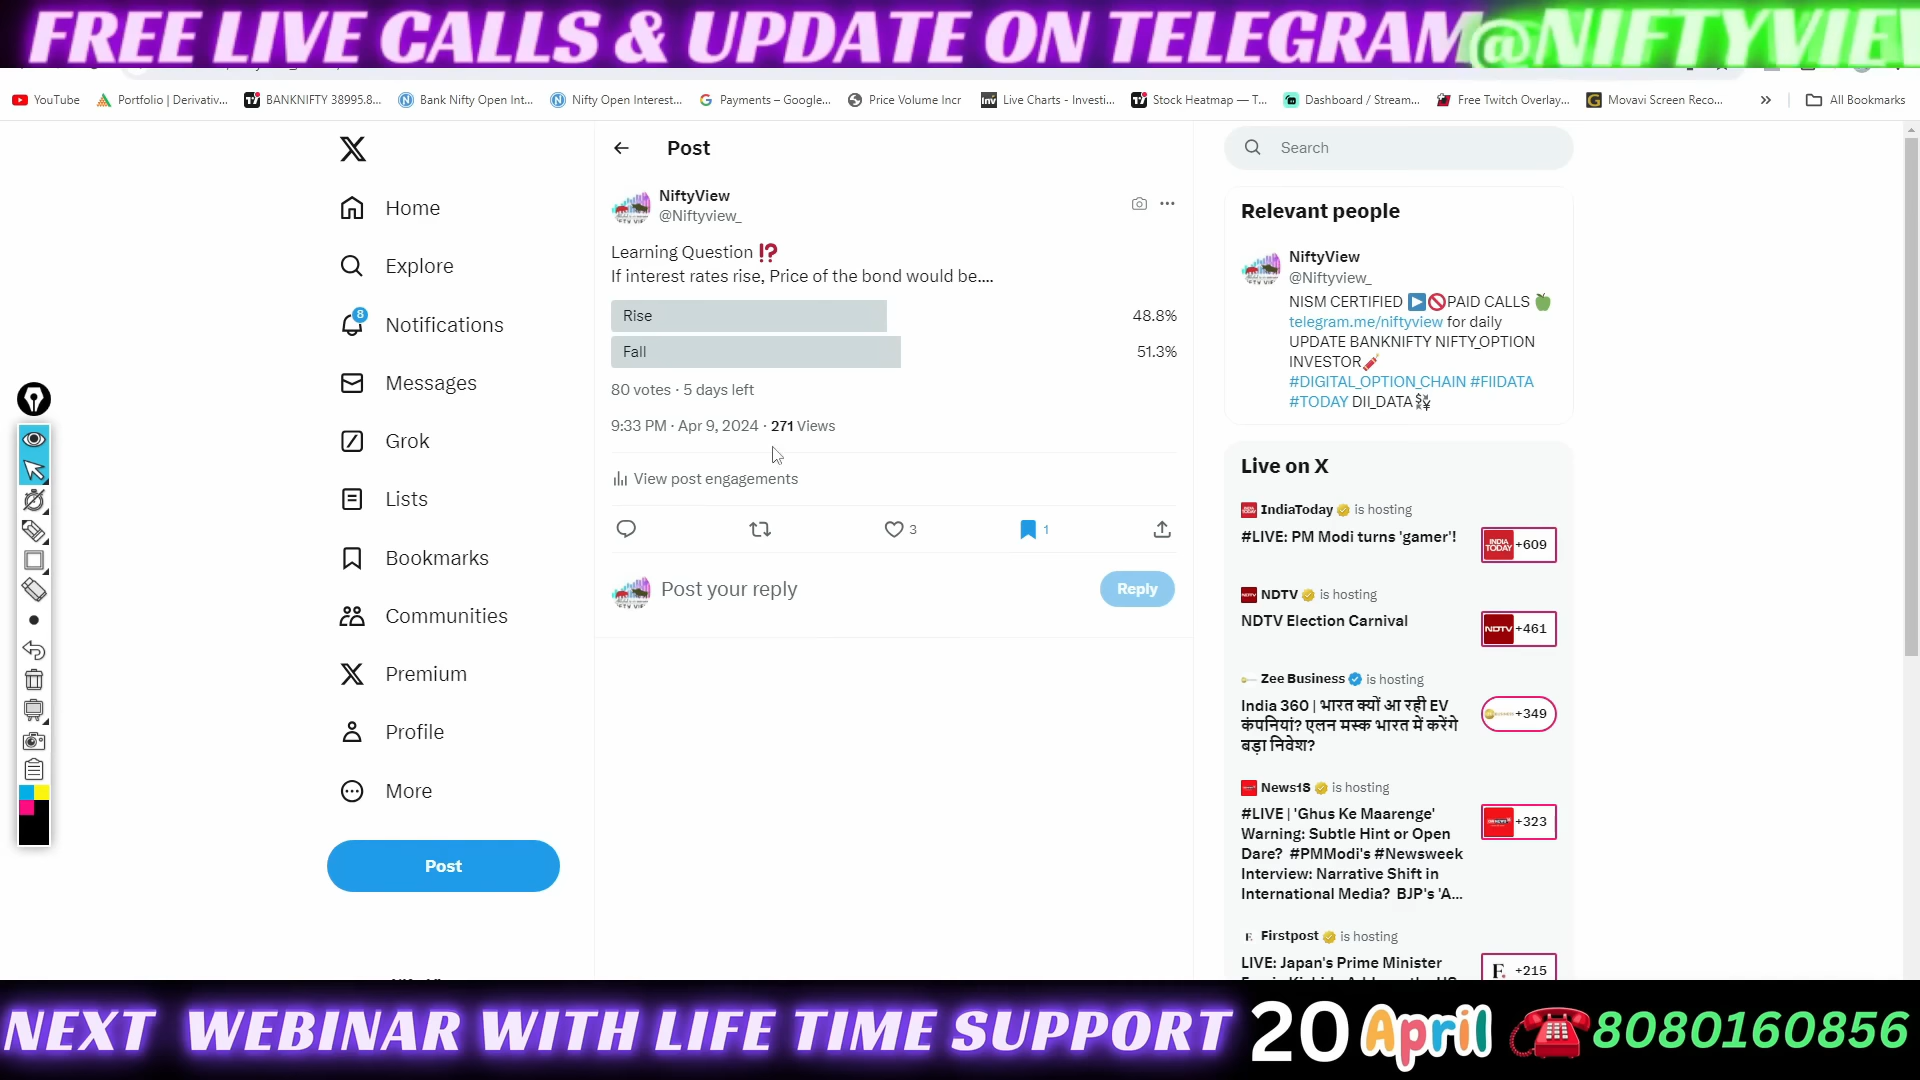 FREE LIVE CALLS & UPDATE ON TELEGRAM@NIFTYVIEW
YouTube
Portfolio | Derivativ...
BANKNIFTY 38995.8...
Bank Nifty Open Int...
Nifty Open Interest...
Payments – Google...
Price Volume Incr
Live Charts - Investi...
Stock Heatmap — T...
Dashboard / Stream...
Free Twitch Overlay...
Movavi Screen Reco...
»
All Bookmarks
Home
Explore
8
Notifications
Messages
Grok
Lists
Bookmarks
Communities
Premium
Profile
More
Post
Post
NiftyView
@Niftyview_
Learning Question ⁉
If interest rates rise, Price of the bond would be....
Rise 48.8%
Fall 51.3%
80 votes · 5 days left
9:33 PM · Apr 9, 2024 · 271 Views
View post engagements
3
1
Post your reply
Reply
Search
Relevant people
NiftyView
@Niftyview_
NISM CERTIFIED ▶🚫PAID CALLS 🍏
telegram.me/niftyview for daily
UPDATE BANKNIFTY NIFTY_OPTION
INVESTOR🧨
#DIGITAL_OPTION_CHAIN #FIIDATA
#TODAY DII_DATA💱
Live on X
IndiaToday is hosting
#LIVE: PM Modi turns 'gamer'!
INDIA TODAY +609
NDTV is hosting
NDTV Election Carnival
NDTV +461
Zee Business is hosting
India 360 | भारत क्यों आ रही EV
कंपनियां? एलन मस्क भारत में करेंगे
बड़ा निवेश?
+349
News18 is hosting
#LIVE | 'Ghus Ke Maarenge'
Warning: Subtle Hint or Open
Dare? #PMModi's #Newsweek
Interview: Narrative Shift in
International Media? BJP's 'A...
+323
Firstpost is hosting
LIVE: Japan's Prime Minister
F. +215
NEXT WEBINAR WITH LIFE TIME SUPPORT 20 April ☎8080160856